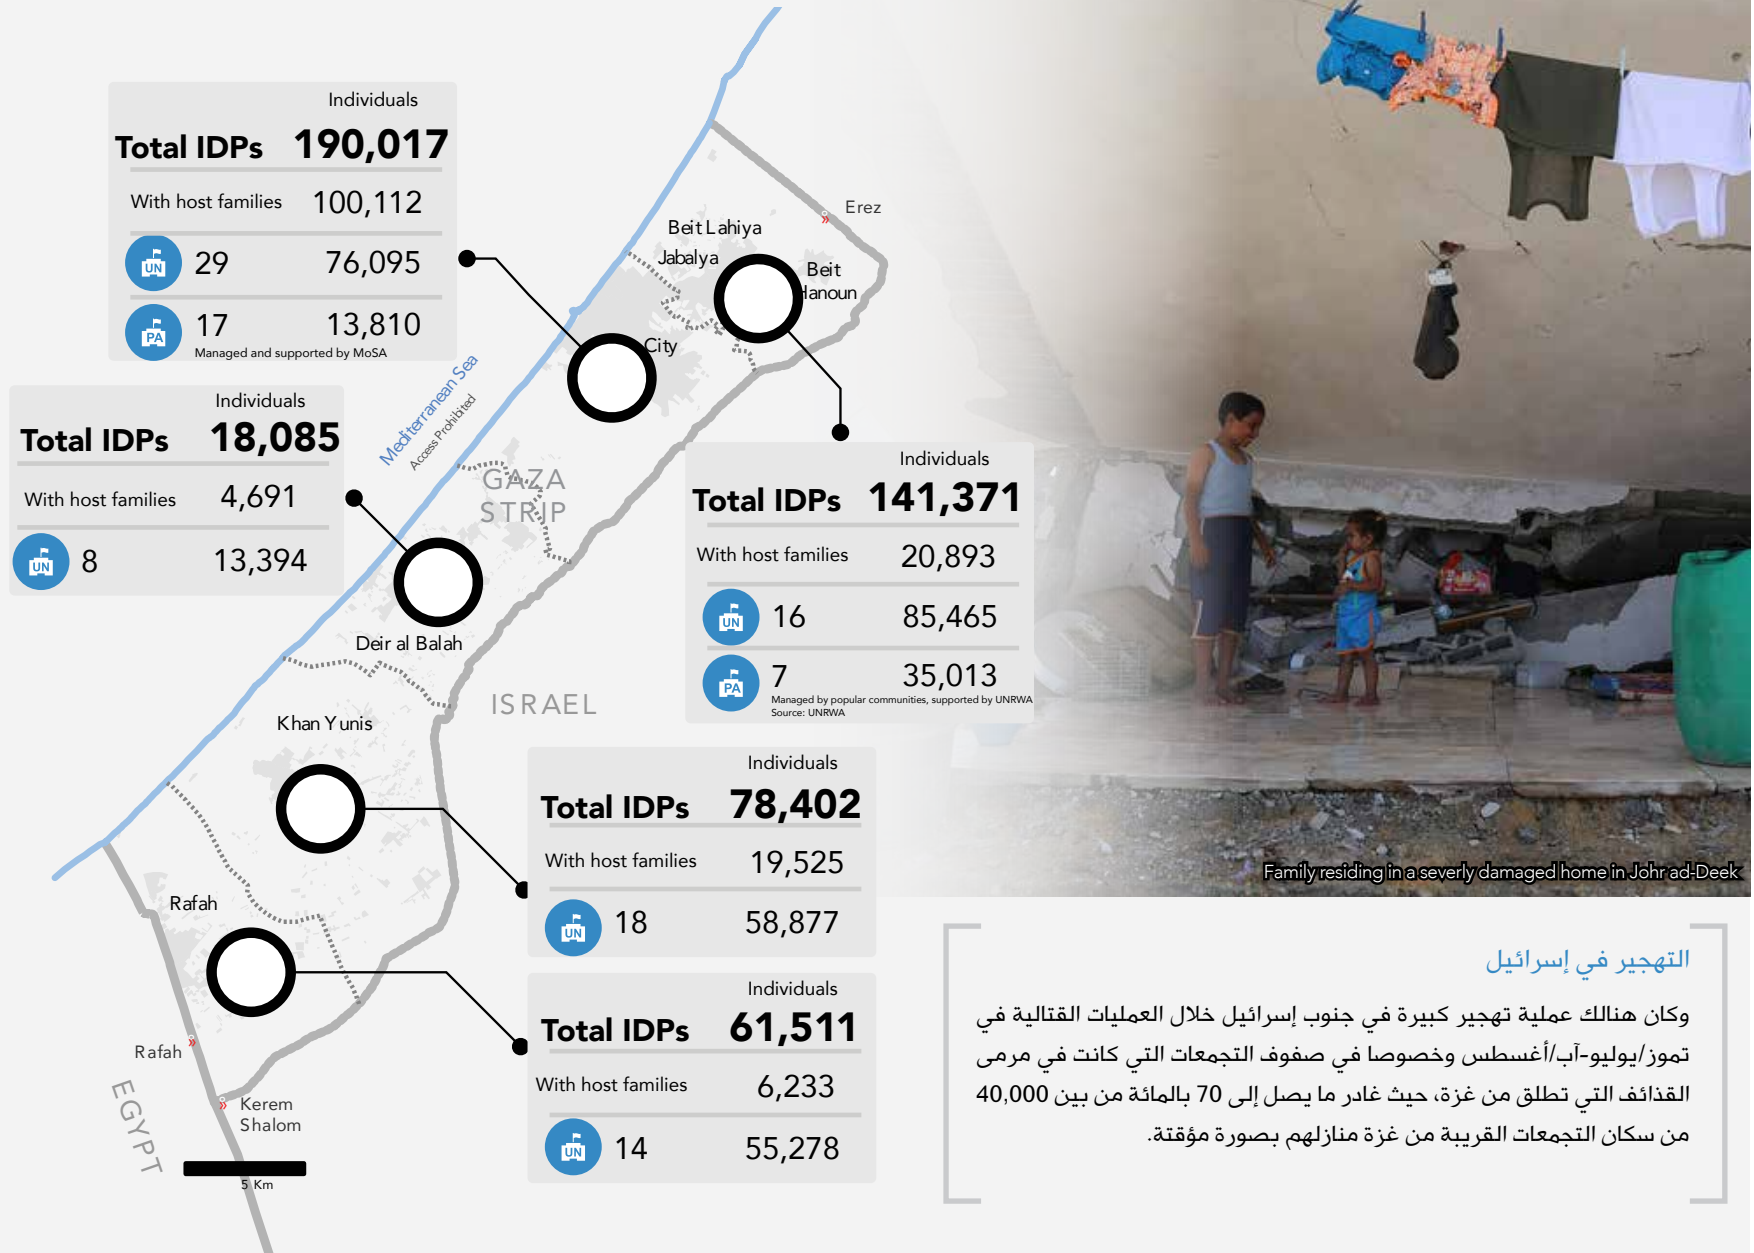 Individuals
Total IDPs 190,017
With host families 100,112
UN 29 76,095
PA 17 13,810
Managed and supported by MoSA
Individuals
Total IDPs 18,085
With host families 4,691
UN 8 13,394
Individuals
Total IDPs 141,371
With host families 20,893
UN 16 85,465
PA 7 35,013
Managed by popular communities, supported by UNRWA
Source: UNRWA
Individuals
Total IDPs 78,402
With host families 19,525
UN 18 58,877
Individuals
Total IDPs 61,511
With host families 6,233
UN 14 55,278
Erez
Beit Lahiya
Jabalya
Beit
Hanoun
City
Mediterranean Sea
Access Prohibited
GAZA
STRIP
Deir al Balah
ISRAEL
Khan Yunis
Rafah
Rafah
Kerem
Shalom
EGYPT
5 Km
Family residing in a severly damaged home in Johr ad-Deek
التهجير في إسرائيل
وكان هنالك عملية تهجير كبيرة في جنوب إسرائيل خلال العمليات القتالية في
تموز/يوليو-آب/أغسطس وخصوصا في صفوف التجمعات التي كانت في مرمى
القذائف التي تطلق من غزة، حيث غادر ما يصل إلى 70 بالمائة من بين 40,000
من سكان التجمعات القريبة من غزة منازلهم بصورة مؤقتة.